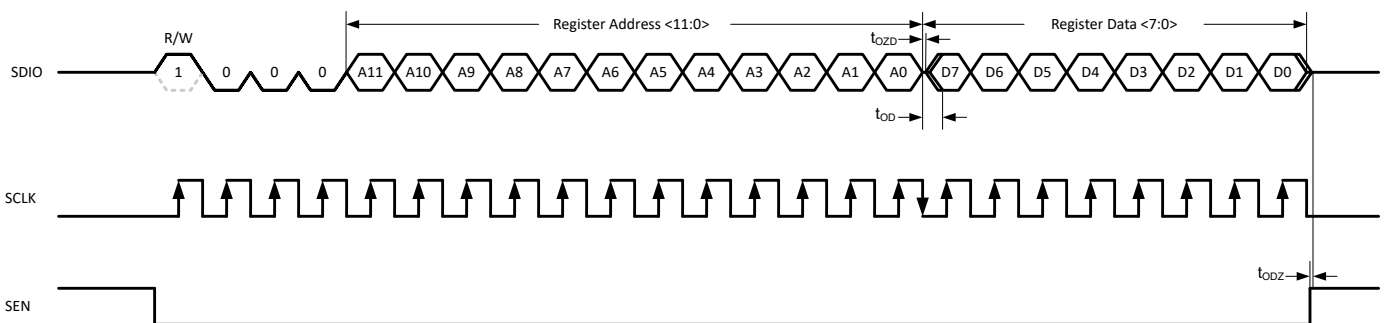 Register Address <11:0> Register Data <7:0>
R/W tOZD
SDIO 1 0 0 0 A11 A10 A9 A8 A7 A6 A5 A4 A3 A2 A1 A0 D7 D6 D5 D4 D3 D2 D1 D0
tOD
SCLK
tODZ
SEN